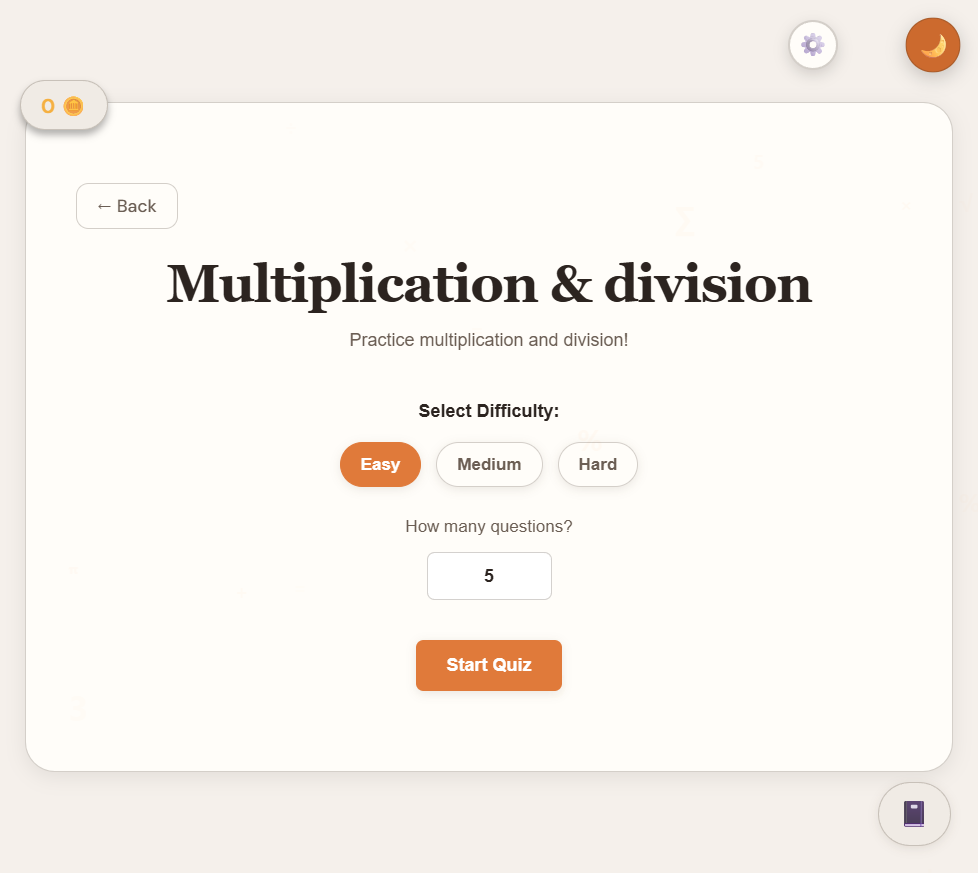 0
← Back
Multiplication & division
Practice multiplication and division!
Select Difficulty:
Easy Medium Hard
How many questions?
5
Start Quiz